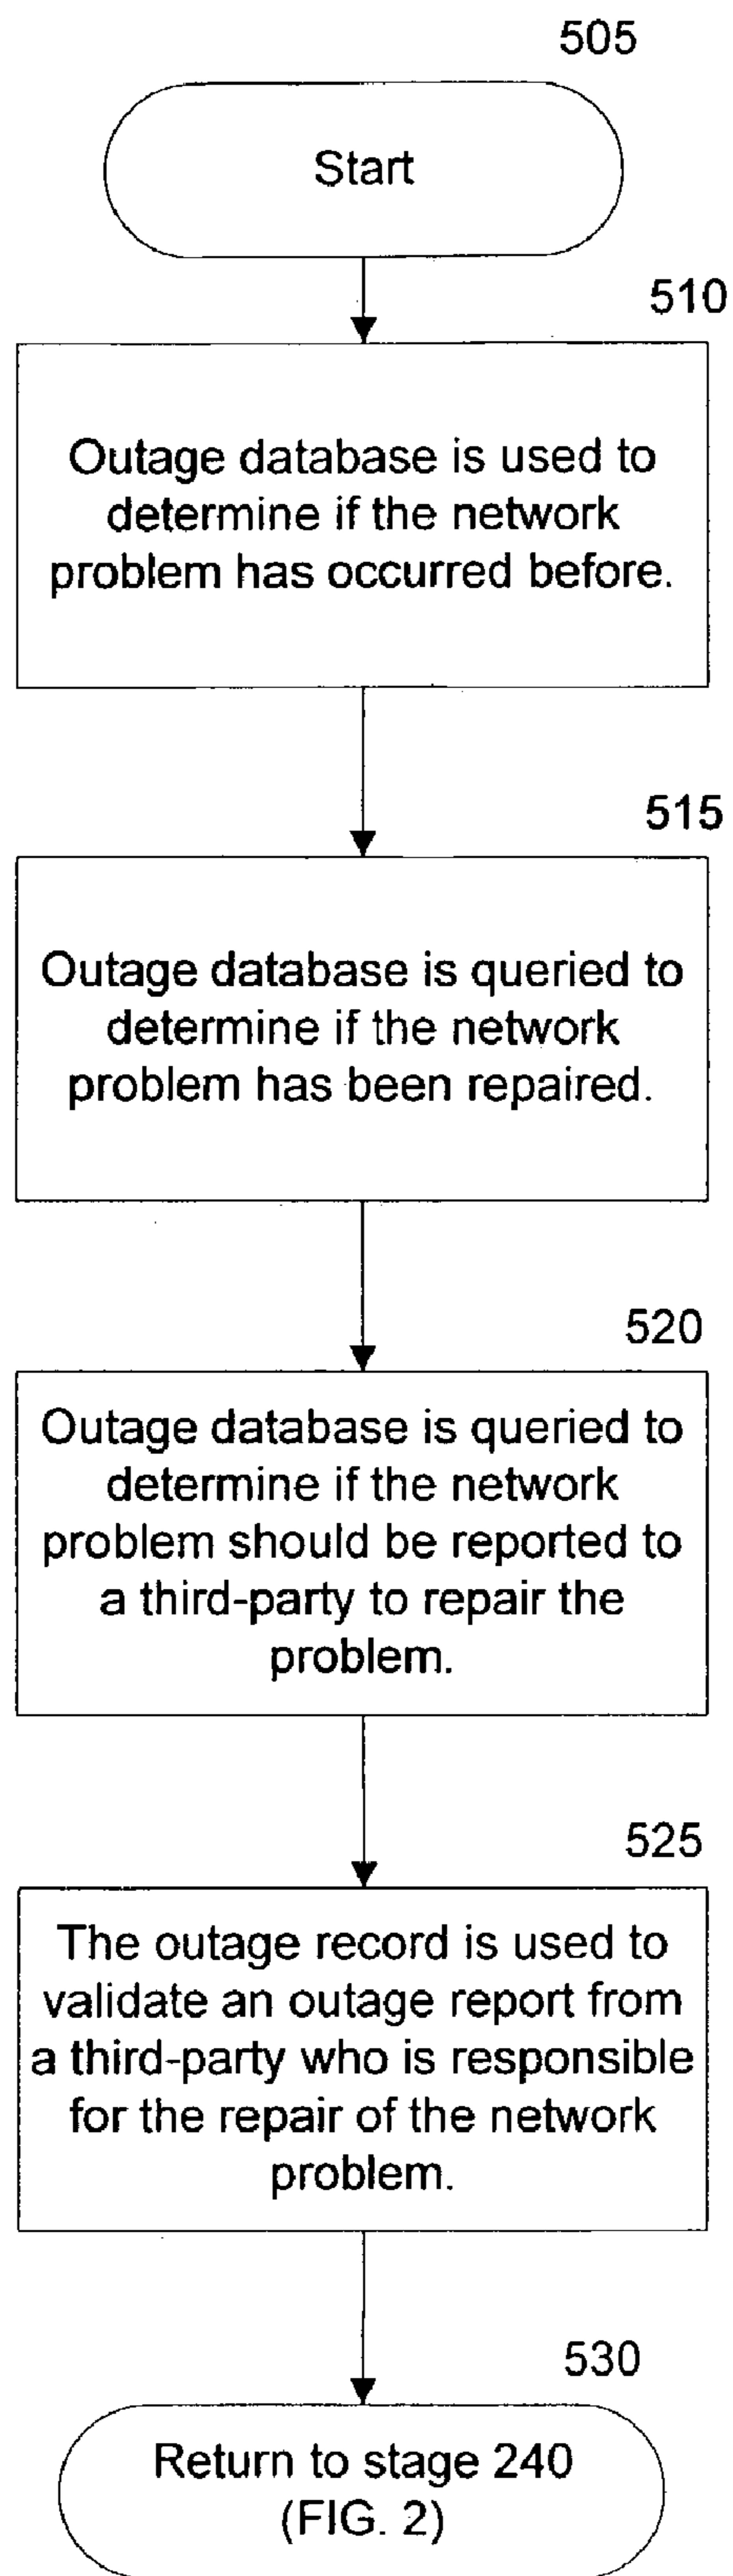 505
Start
510
Outage database is used to
determine if the network
problem has occurred before.
515
Outage database is queried to
determine if the network
problem has been repaired.
520
Outage database is queried to
determine if the network
problem should be reported to
a third-party to repair the
problem.
525
The outage record is used to
validate an outage report from
a third-party who is responsible
for the repair of the network
problem.
530
Return to stage 240
(FIG. 2)